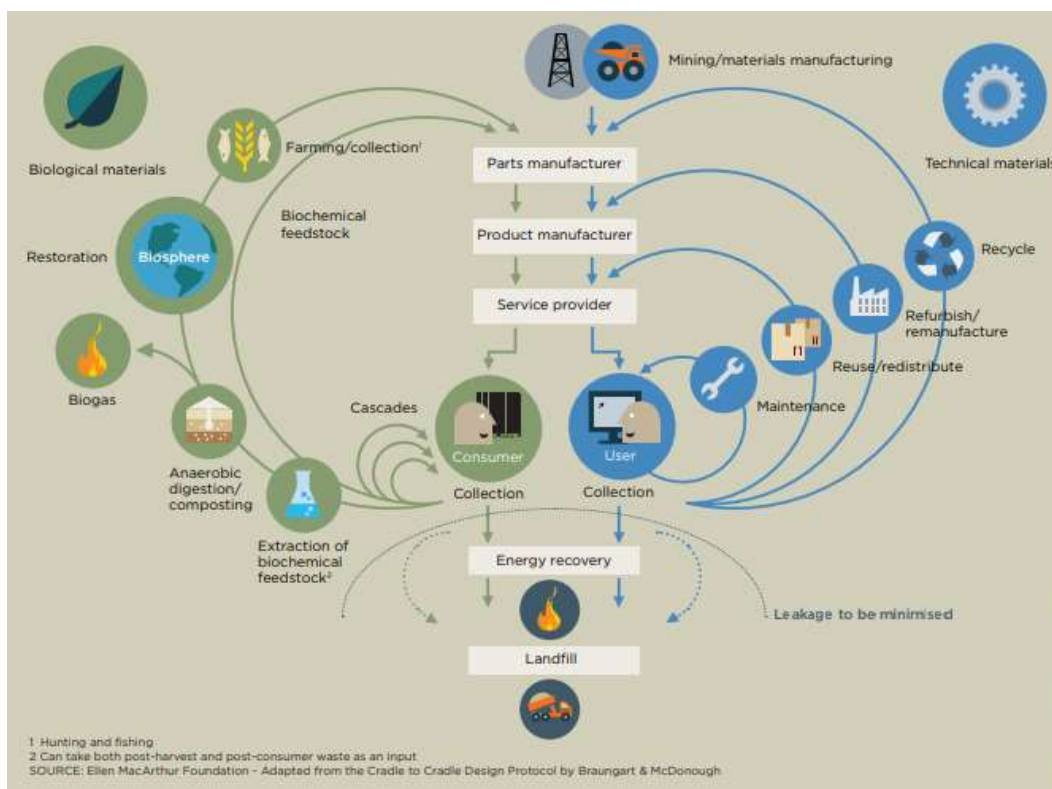 Mining/materials manufacturing
Biological materials
Technical materials
Farming/collection¹
Parts manufacturer
Biochemical
feedstock
Product manufacturer
Restoration
Biosphere
Recycle
Service provider
Refurbish/
remanufacture
Biogas
Reuse/redistribute
Cascades
Maintenance
Consumer
User
Anaerobic
digestion/
composting
Collection
Collection
Extraction of
biochemical
feedstock²
Energy recovery
Leakage to be minimised
Landfill
1 Hunting and fishing
2 Can take both post-harvest and post-consumer waste as an input
SOURCE: Ellen MacArthur Foundation - Adapted from the Cradle to Cradle Design Protocol by Braungart & McDonough